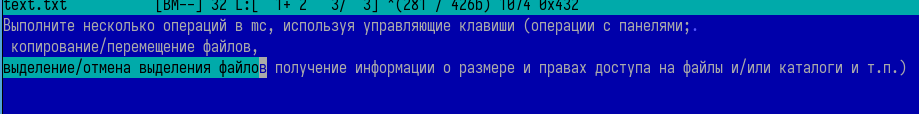 text.txt [BM--] 32 L:[ 1+ 2 3/ 3] *(281 / 426b) 1074 0x432
Выполните несколько операций в mc, используя управляющие клавиши (операции с панелями;.
копирование/перемещение файлов,
выделение/отмена выделения файлов получение информации о размере и правах доступа на файлы и/или каталоги и т.п.)